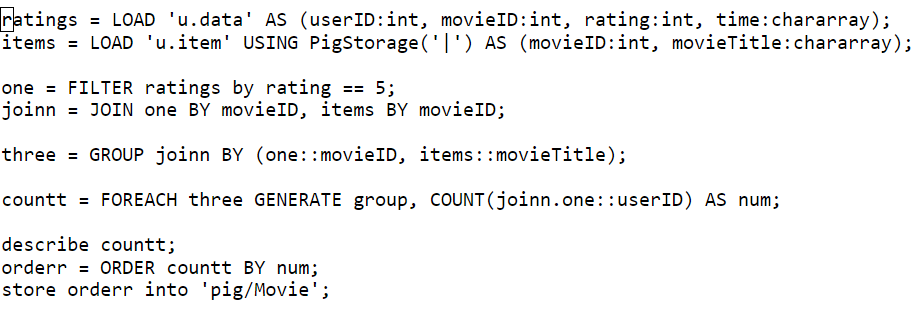 ratings = LOAD 'u.data' AS (userID:int, movieID:int, rating:int, time:chararray);
items = LOAD 'u.item' USING PigStorage('|') AS (movieID:int, movieTitle:chararray);
one = FILTER ratings by rating == 5;
joinn = JOIN one BY movieID, items BY movieID;
three = GROUP joinn BY (one::movieID, items::movieTitle);
countt = FOREACH three GENERATE group, COUNT(joinn.one::userID) AS num;
describe countt;
orderr = ORDER countt BY num;
store orderr into 'pig/Movie';